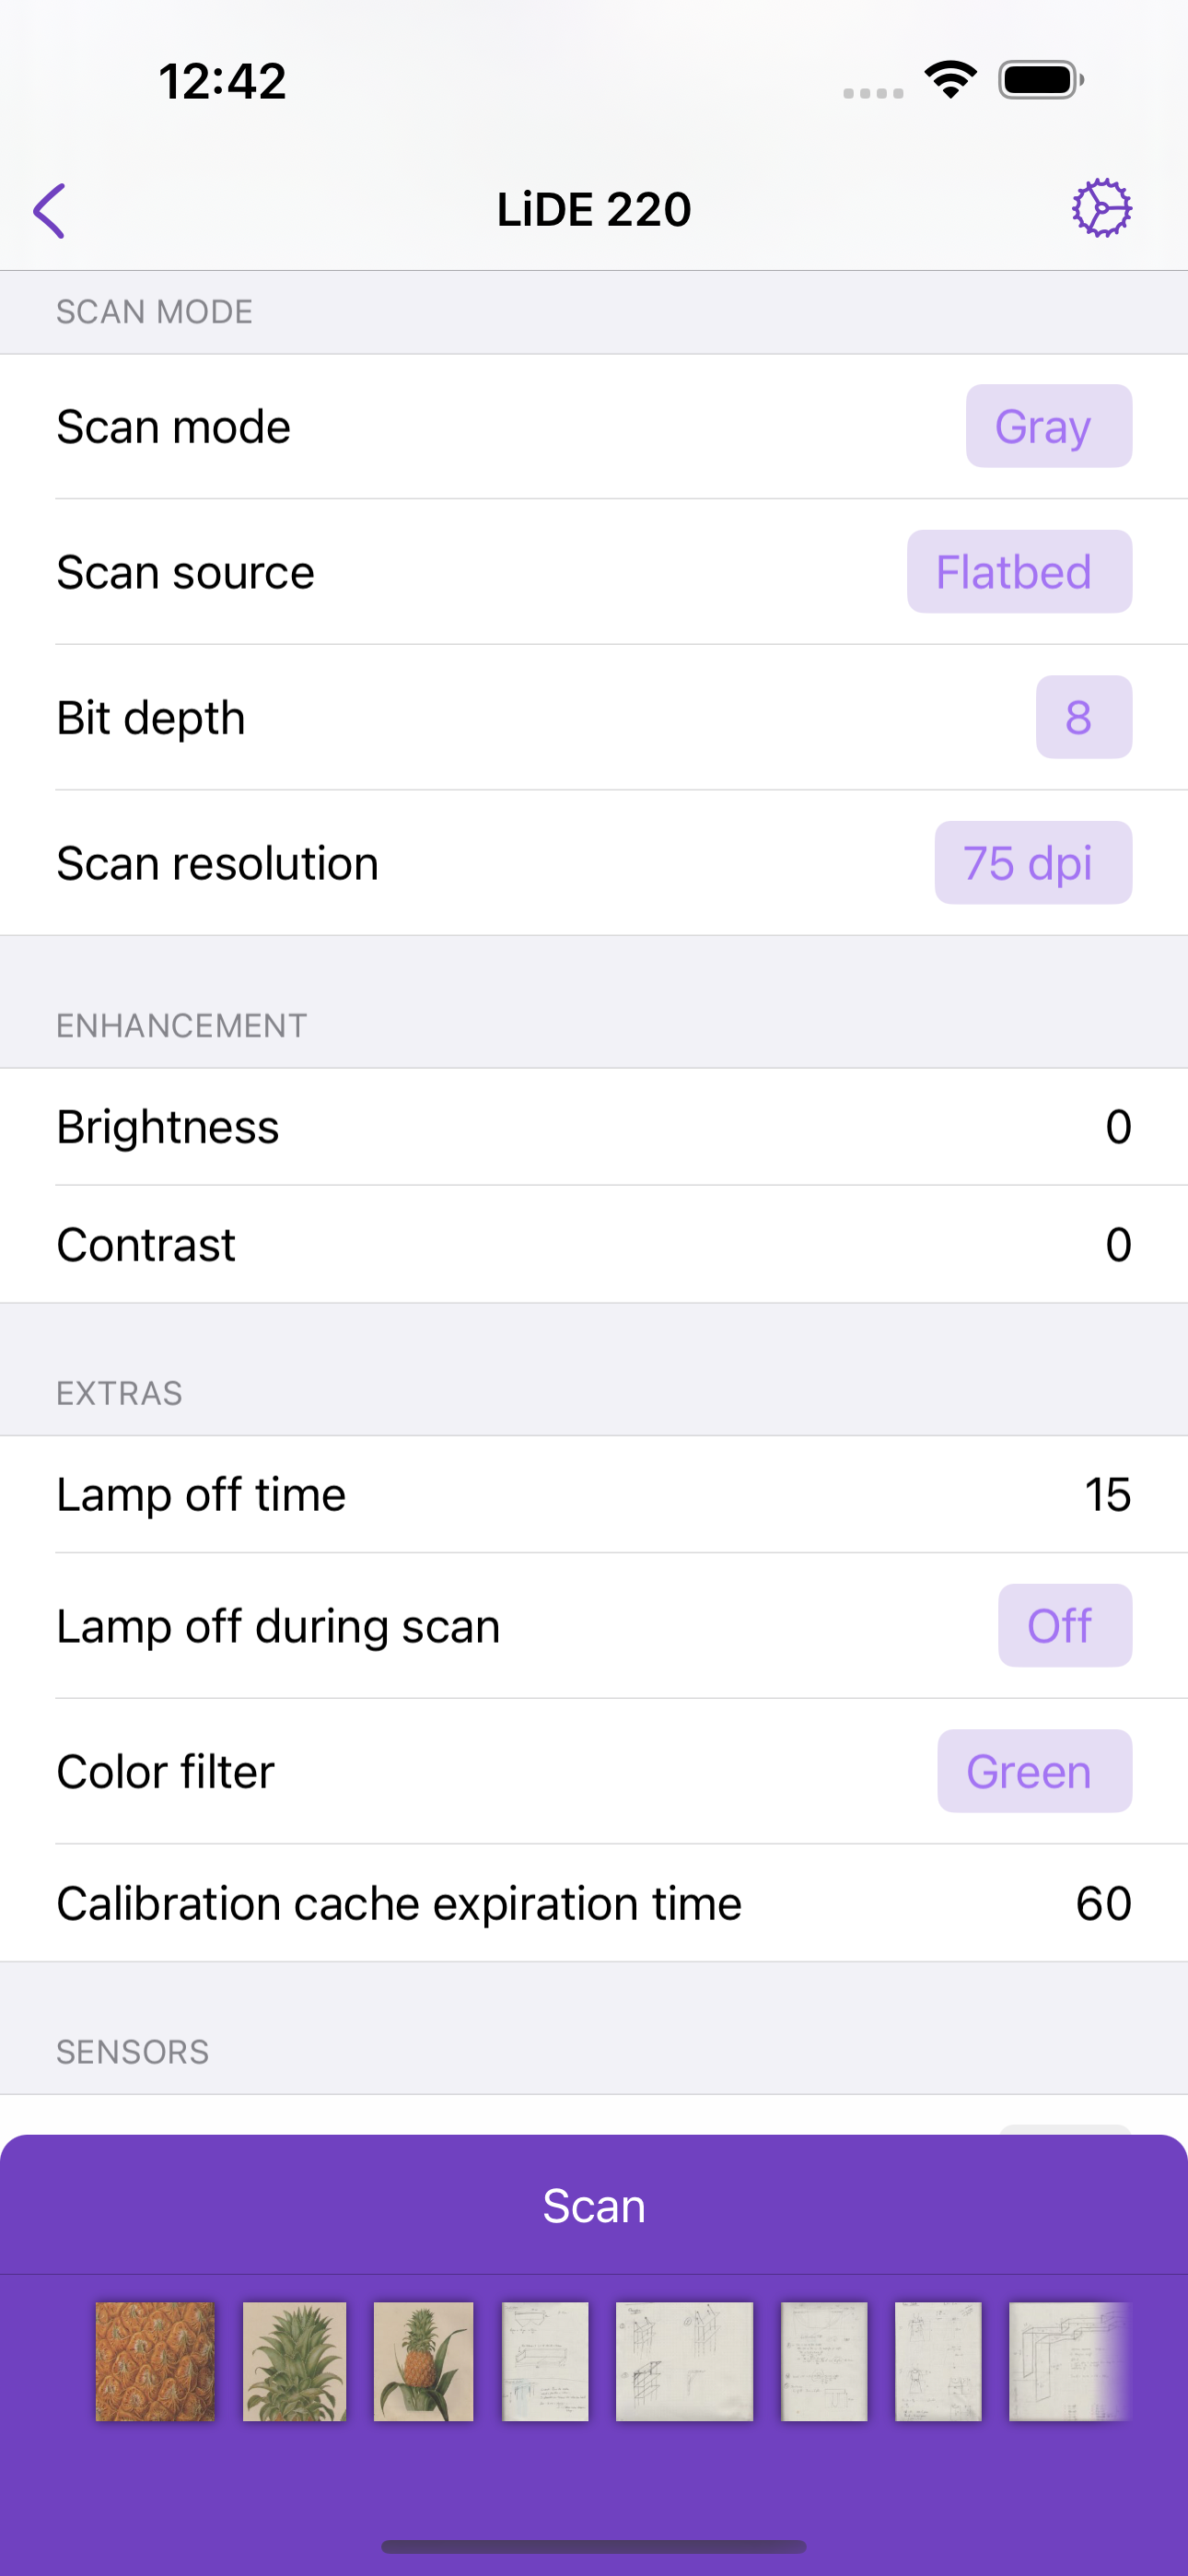 12:42
LiDE 220
SCAN MODE
Scan mode Gray
Scan source Flatbed
Bit depth 8
Scan resolution 75 dpi
ENHANCEMENT
Brightness 0
Contrast 0
EXTRAS
Lamp off time 15
Lamp off during scan Off
Color filter Green
Calibration cache expiration time 60
SENSORS
Scan